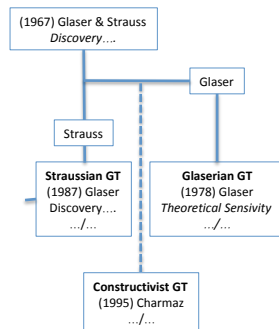 (1967) Glaser & Strauss
Discovery….
Glaser
Strauss
Straussian GT
(1987) Glaser
Discovery….
…/…
Glaserian GT
(1978) Glaser
Theoretical Sensivity
…/…
Constructivist GT
(1995) Charmaz
…/…